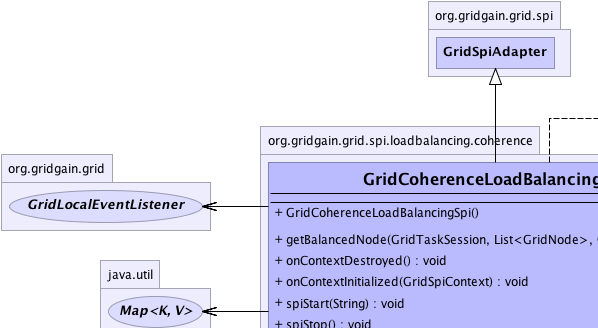 org.gridgain.grid.spi
GridSpiAdapter
org.gridgain.grid.spi.loadbalancing.coherence
org.gridgain.grid
GridLocalEventListener
GridCoherenceLoadBalancing
+ GridCoherenceLoadBalancingSpi()
+ getBalancedNode(GridTaskSession, List<GridNode>,
+ onContextDestroyed() : void
+ onContextInitialized(GridSpiContext) : void
+ spiStart(String) : void
+ spiStop() : void
java.util
Map<K, V>